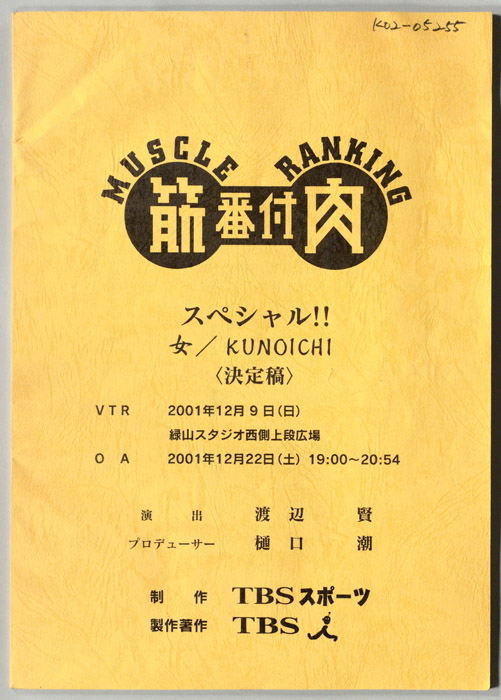 K02-05255
MUSCLE RANKING
筋肉番付
スペシャル!!
女／KUNOICHI
〈決定稿〉
VTR 2001年12月9日(日)
緑山スタジオ西側上段広場
OA 2001年12月22日(土) 19:00～20:54
演出 渡辺 賢
プロデューサー 樋口 潮
制作 TBSスポーツ
製作著作 TBS